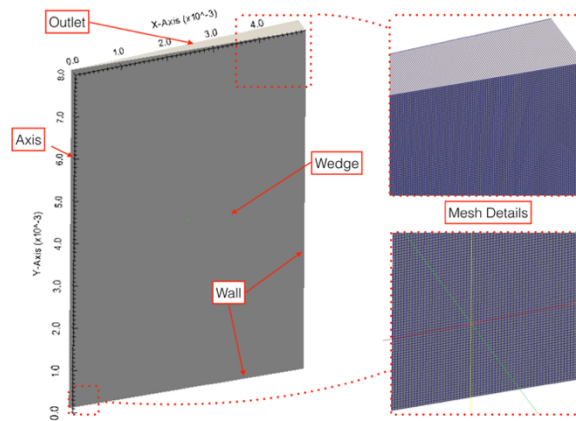 Outlet
X-Axis (x10^-3)
0.0
1.0
2.0
3.0
4.0
8.0
7.0
6.0
5.0
4.0
3.0
2.0
1.0
0.0
Y-Axis (x10^-3)
Axis
Wedge
Wall
Mesh Details